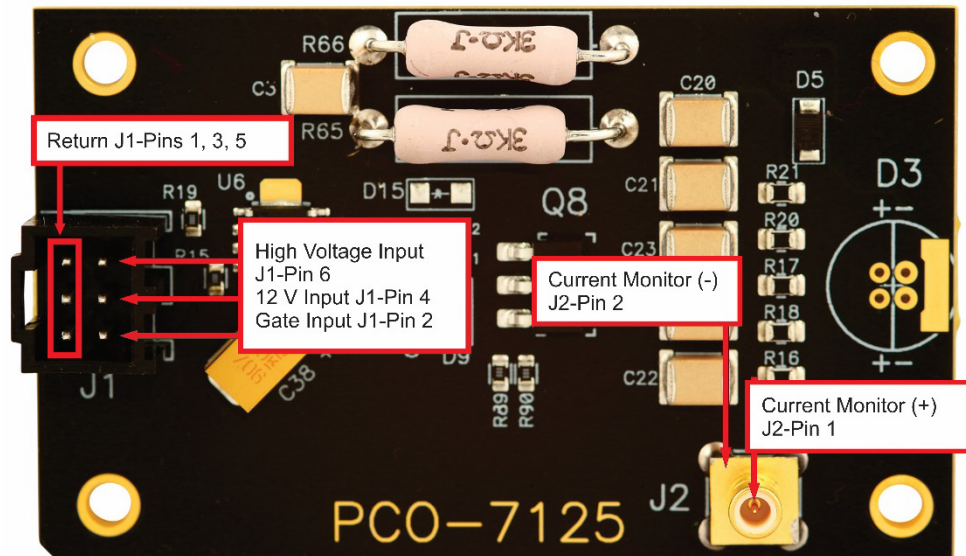 R66
3KΩ·J
C3
C20
D5
R65
3KΩ·J
Return J1-Pins 1, 3, 5
U6
R19
D15
C21
R21
D3
+ -
Q8
R20
High Voltage Input
J1-Pin 6
12 V Input J1-Pin 4
Gate Input J1-Pin 2
R15
C23
R17
Current Monitor (-)
J2-Pin 2
R18
D9
+ -
J1
C38
R89
R90
C22
R16
Current Monitor (+)
J2-Pin 1
J2
PCO-7125